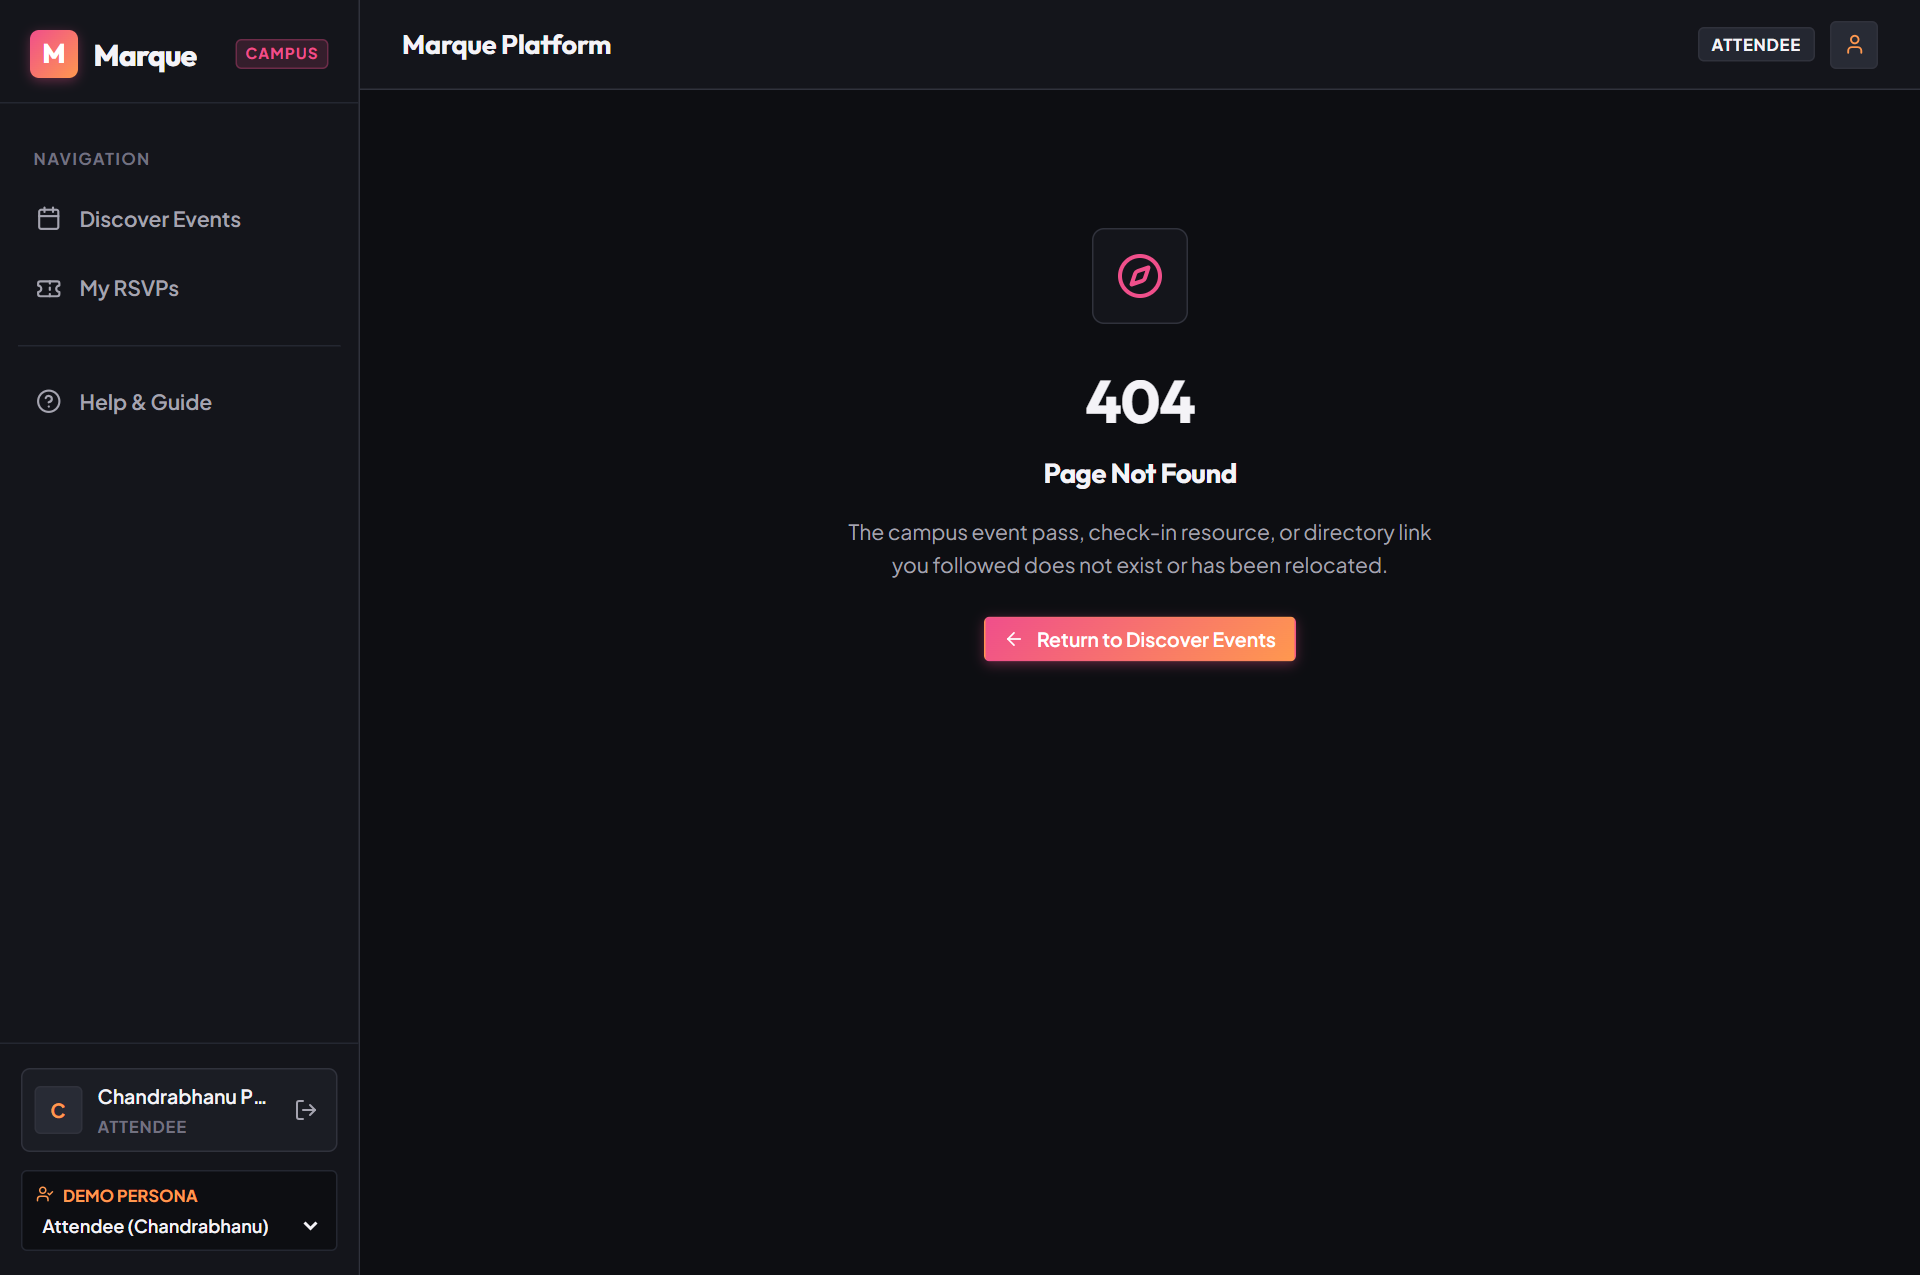 M
Marque
CAMPUS
Marque Platform
ATTENDEE
NAVIGATION
Discover Events
My RSVPs
Help & Guide
404
Page Not Found
The campus event pass, check-in resource, or directory link
you followed does not exist or has been relocated.
Return to Discover Events
C
Chandrabhanu P...
ATTENDEE
DEMO PERSONA
Attendee (Chandrabhanu)